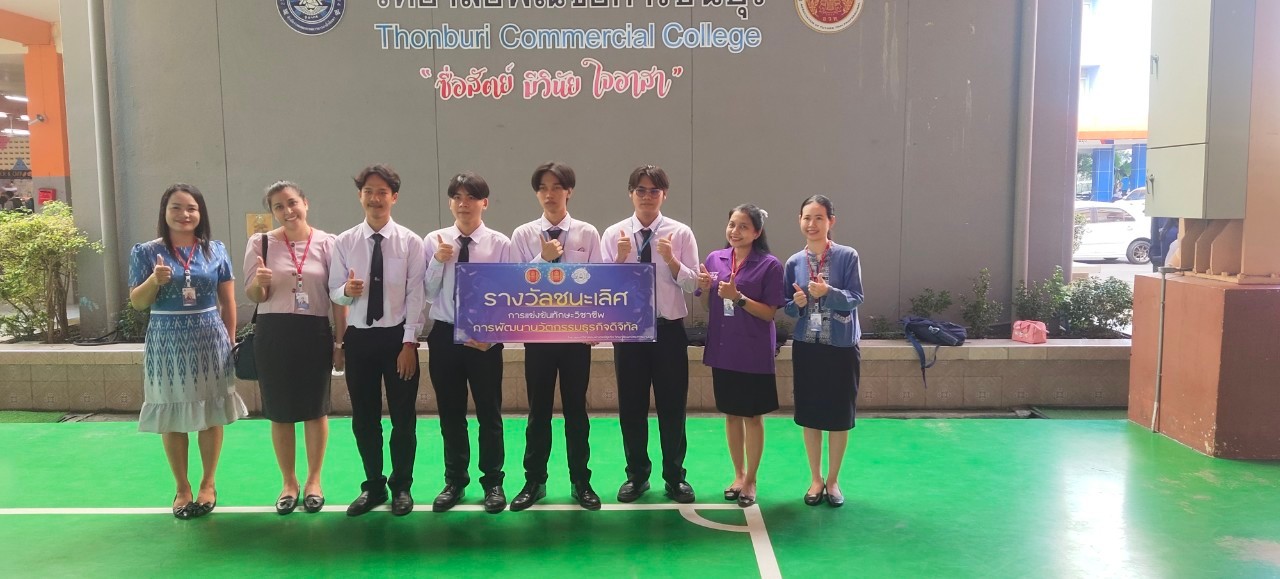 Thonburi Commercial College
“ซื่อสัตย์ มีวินัย ใจอาสา”
รางวัลชนะเลิศ
การแข่งขันทักษะวิชาชีพ
การพัฒนานวัตกรรมธุรกิจดิจิทัล